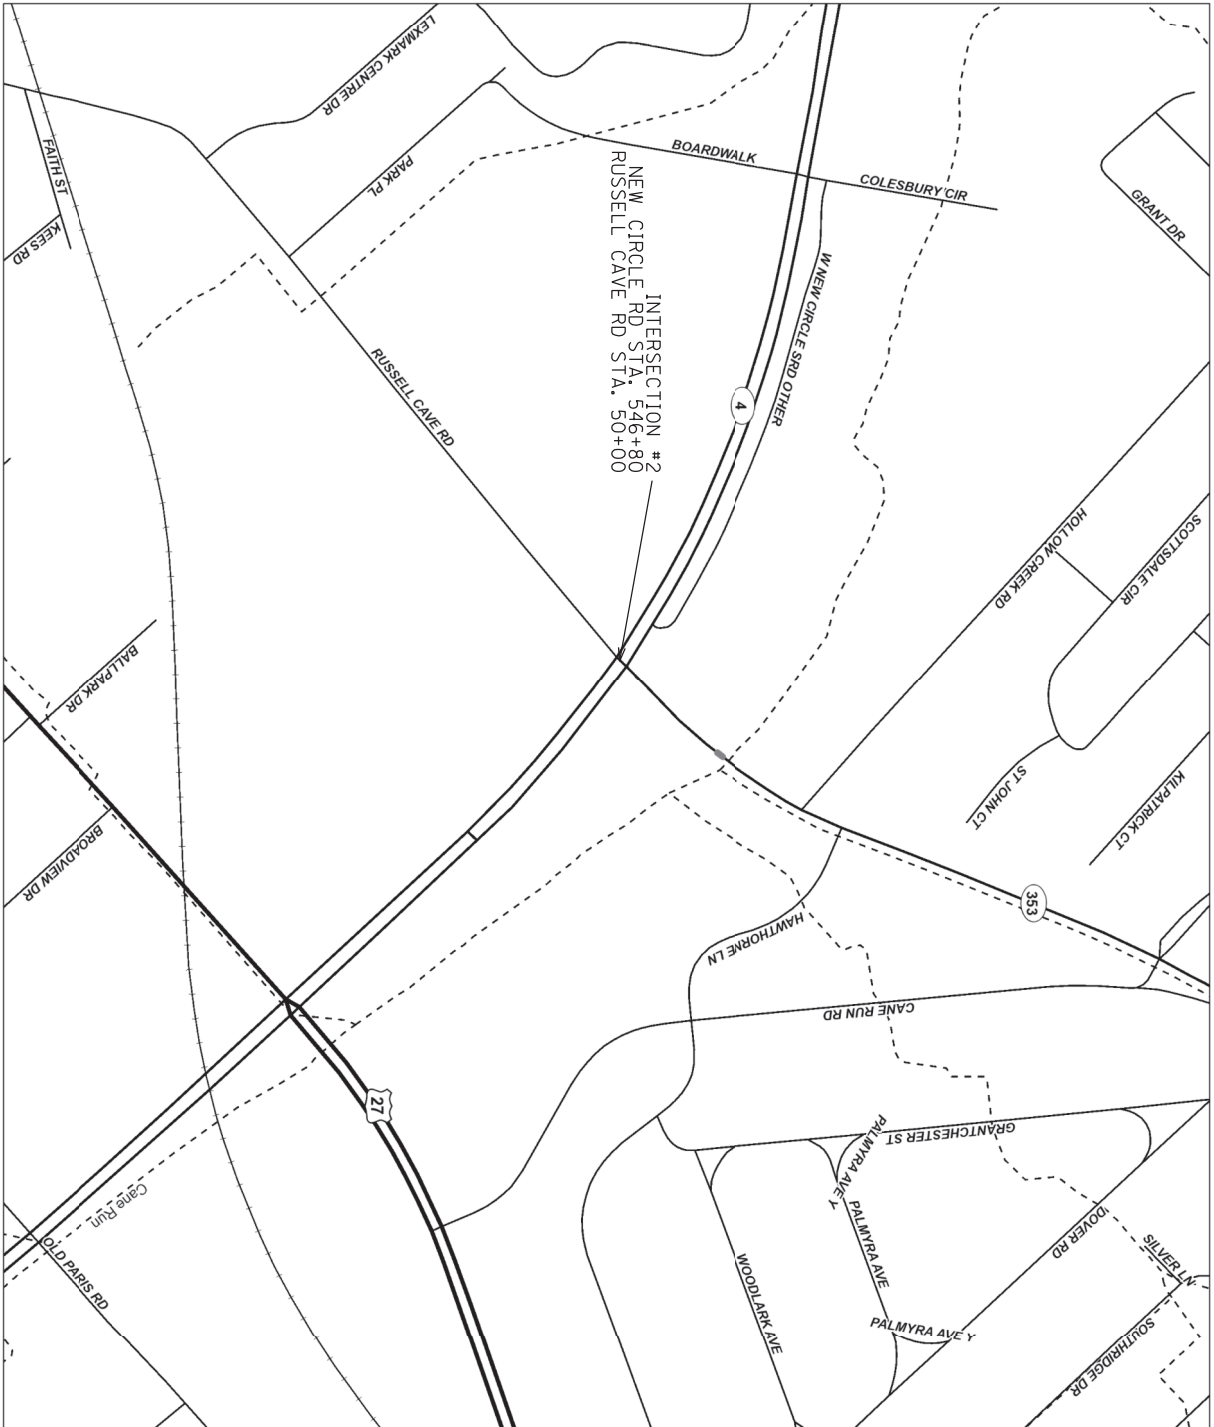 LEXMARK CENTRE DR
FAITH ST
KEES RD
PARK PL
BOARDWALK
COLESBURY CIR
GRANT DR
INTERSECTION #2
NEW CIRCLE RD STA. 546+80
RUSSELL CAVE RD STA. 50+00
W NEW CIRCLE SRD OTHER
RUSSELL CAVE RD
4
HOLLOW CREEK RD
SCOTTSDALE CIR
BALLPARK DR
BROADVIEW DR
ST JOHN CT
KILPATRICK CT
353
HAWTHORNE LN
CANE RUN RD
27
GRANTCHESTER ST
PALMYRA AVE Y
PALMYRA AVE
PALMYRA AVE Y
DOVER RD
SILVER LN
SOUTHRIDGE DR
WOODLARK AVE
Cane Run
OLD PARIS RD